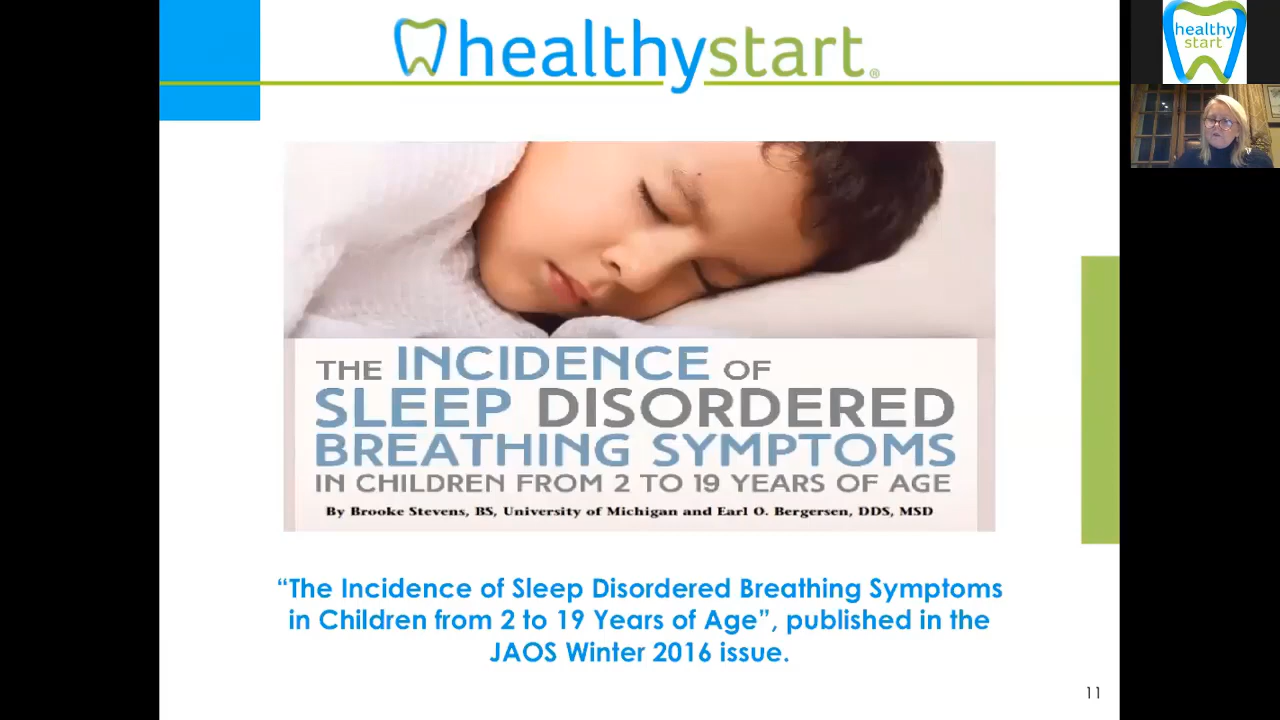 healthystart®
healthy
start
THE INCIDENCE OF
SLEEP DISORDERED
BREATHING SYMPTOMS
IN CHILDREN FROM 2 TO 19 YEARS OF AGE
By Brooke Stevens, BS, University of Michigan and Earl O. Bergersen, DDS, MSD
“The Incidence of Sleep Disordered Breathing Symptoms
in Children from 2 to 19 Years of Age”, published in the
JAOS Winter 2016 issue.
11